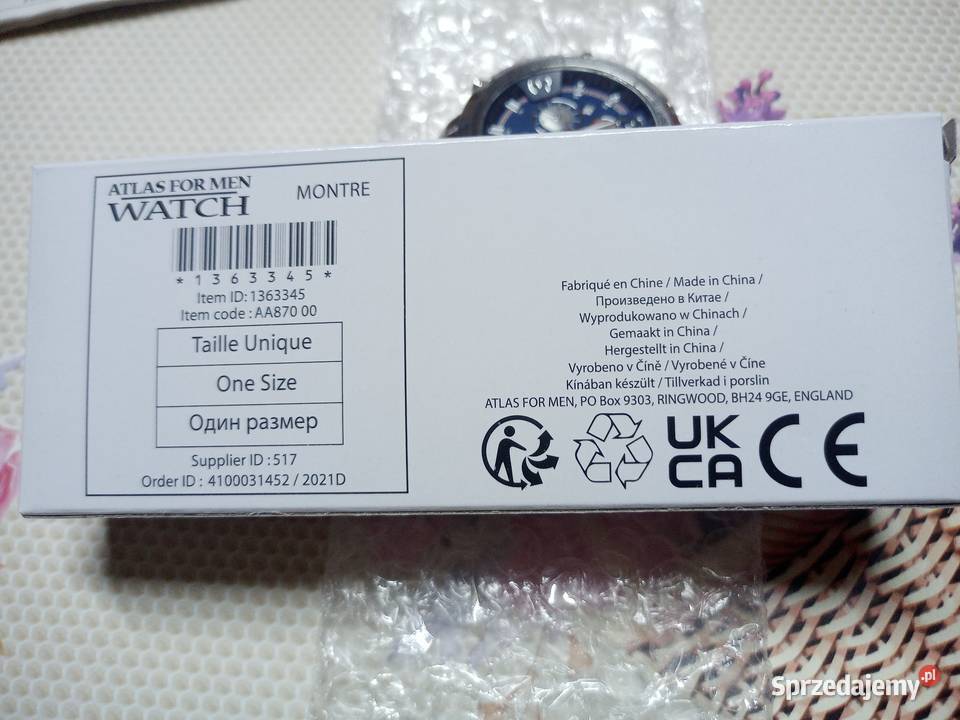 ATLAS FOR MEN
WATCH
MONTRE
*1363345*
Item ID: 1363345
Item code : AA870 00
Taille Unique
One Size
Один размер
Supplier ID : 517
Order ID : 4100031452 / 2021D
Fabriqué en Chine / Made in China /
Произведено в Китае /
Wyprodukowano w Chinach /
Gemaakt in China /
Hergestellt in China /
Vyrobeno v Číně / Vyrobené v Číne
Kínában készült / Tillverkad i porslin
ATLAS FOR MEN, PO Box 9303, RINGWOOD, BH24 9GE, ENGLAND
UK
CA
CE
Sprzedajemy.pl